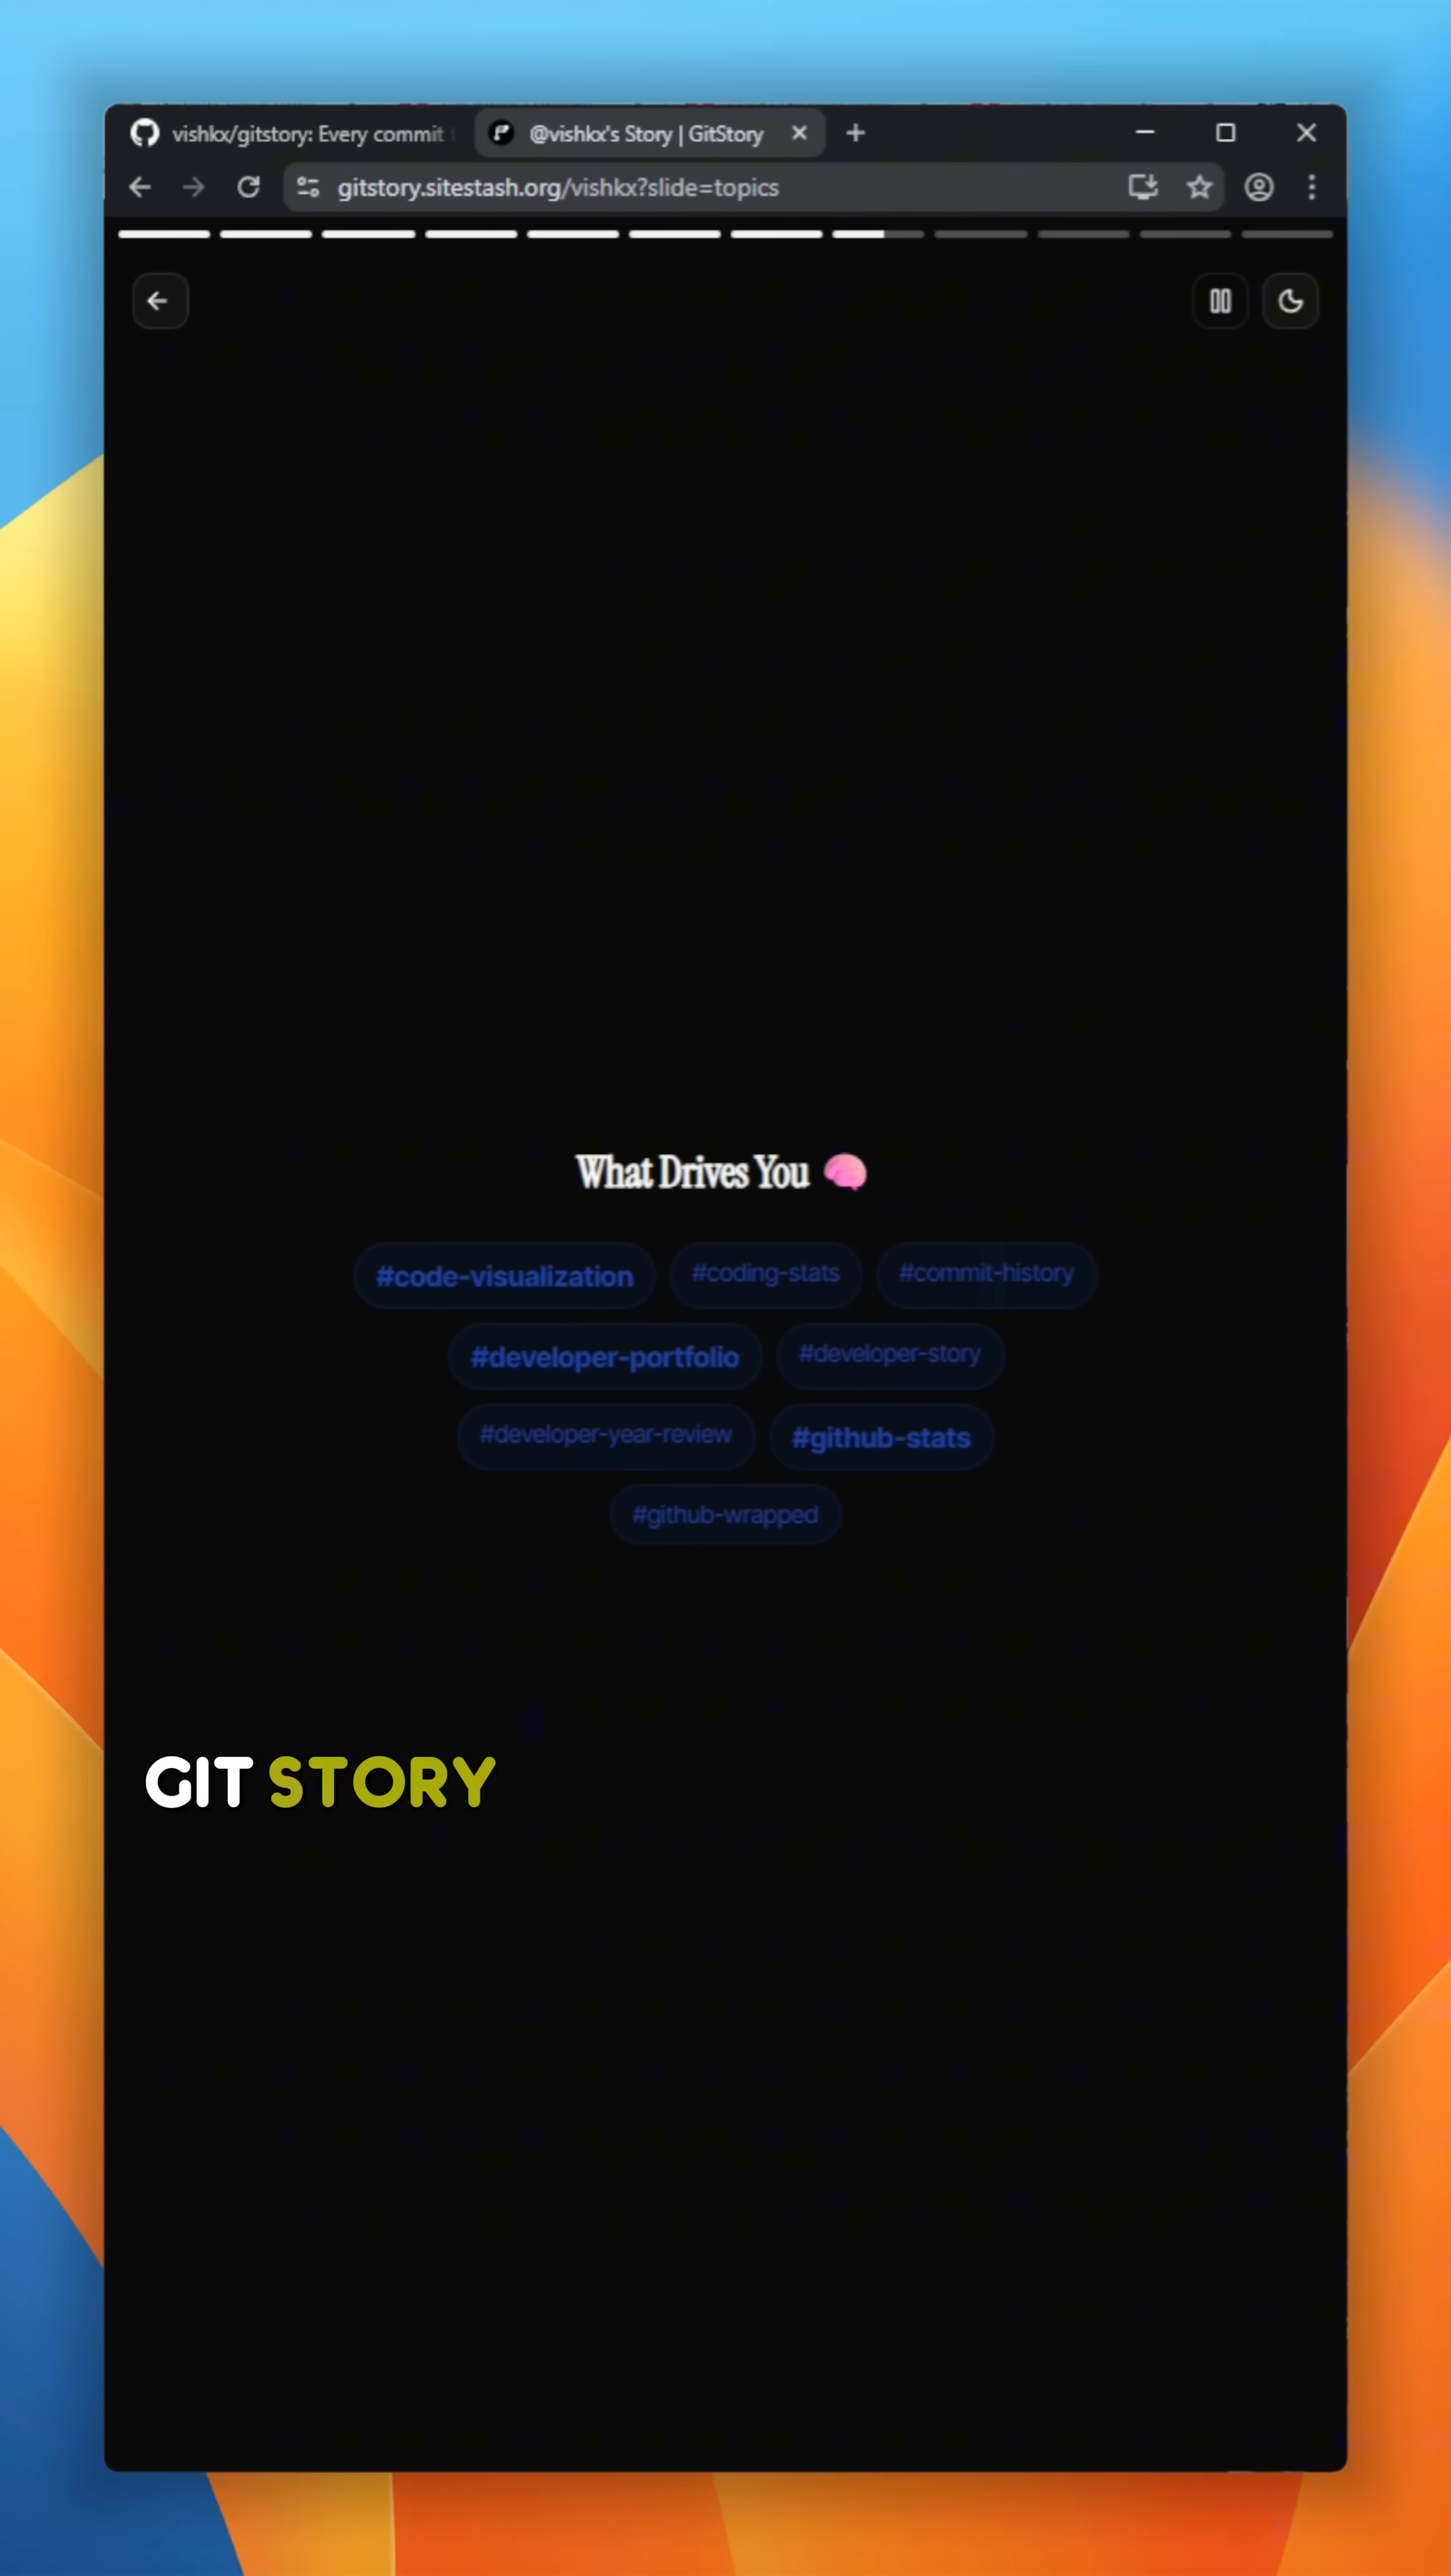 vishkx/gitstory: Every commit
@vishkx's Story | GitStory
gitstory.sitestash.org/vishkx?slide=topics
What Drives You 🧠
#code-visualization #coding-stats #commit-history
#developer-portfolio #developer-story
#developer-year-review #github-stats
#github-wrapped
GIT STORY